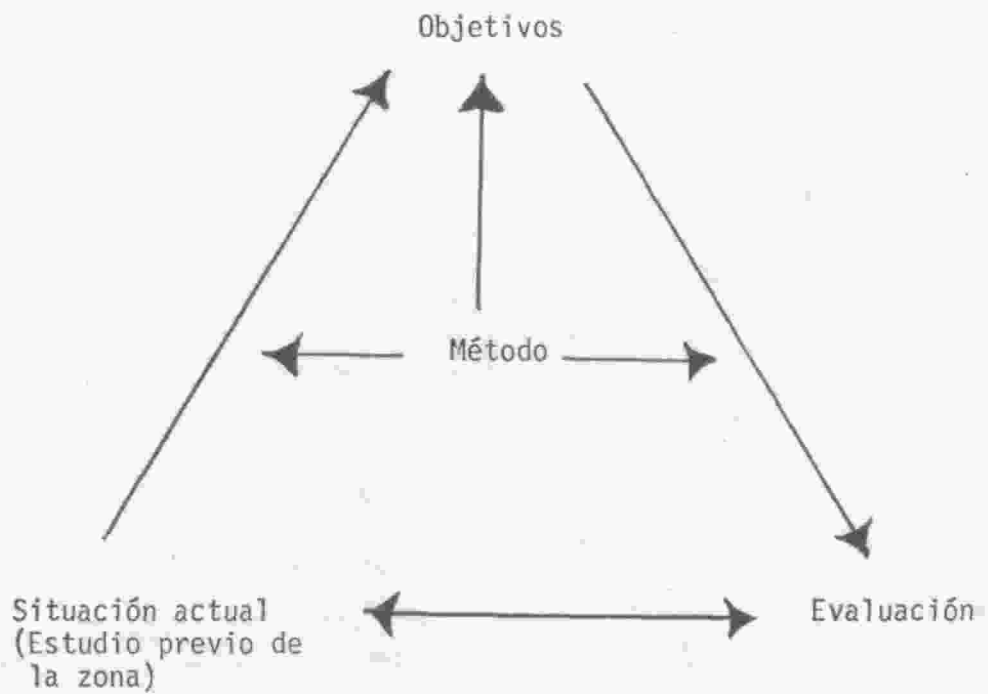 Objetivos
Método
Situación actual
(Estudio previo de
la zona)
Evaluación